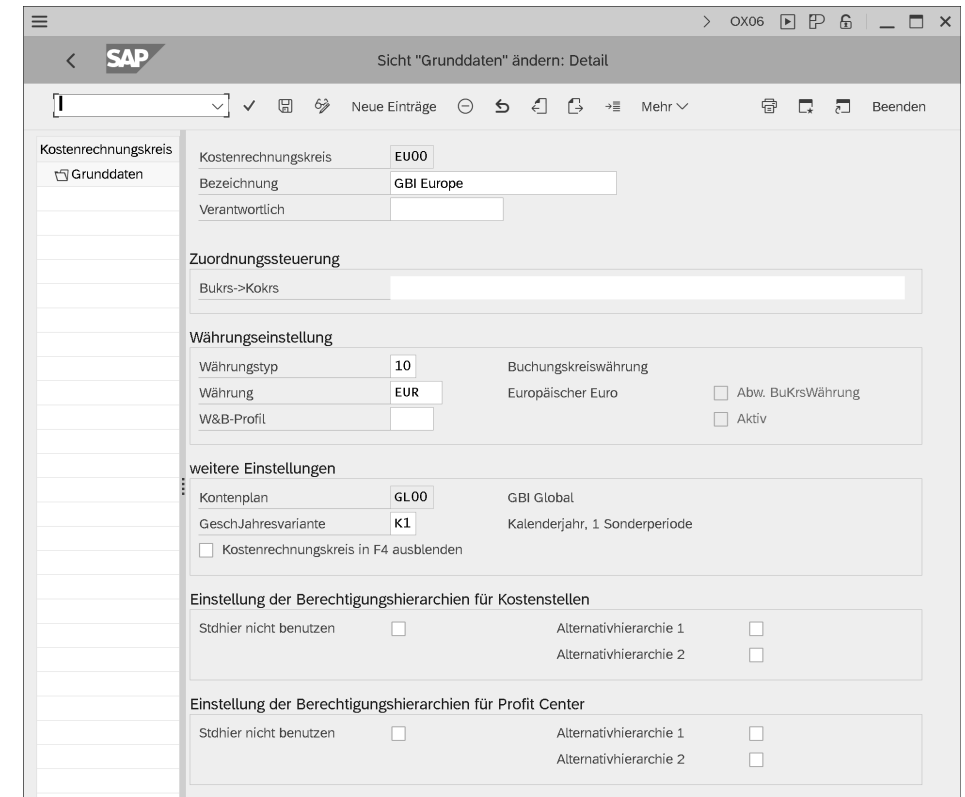 OX06
SAP
Sicht "Grunddaten" ändern: Detail
Neue Einträge Mehr Beenden
Kostenrechnungskreis
Grunddaten
Kostenrechnungskreis EU00
Bezeichnung GBI Europe
Verantwortlich
Zuordnungssteuerung
Bukrs->Kokrs
Währungseinstellung
Währungstyp 10 Buchungskreiswährung
Währung EUR Europäischer Euro Abw. BuKrsWährung
W&B-Profil Aktiv
weitere Einstellungen
Kontenplan GL00 GBI Global
GeschJahresvariante K1 Kalenderjahr, 1 Sonderperiode
Kostenrechnungskreis in F4 ausblenden
Einstellung der Berechtigungshierarchien für Kostenstellen
Stdhier nicht benutzen Alternativhierarchie 1
Alternativhierarchie 2
Einstellung der Berechtigungshierarchien für Profit Center
Stdhier nicht benutzen Alternativhierarchie 1
Alternativhierarchie 2